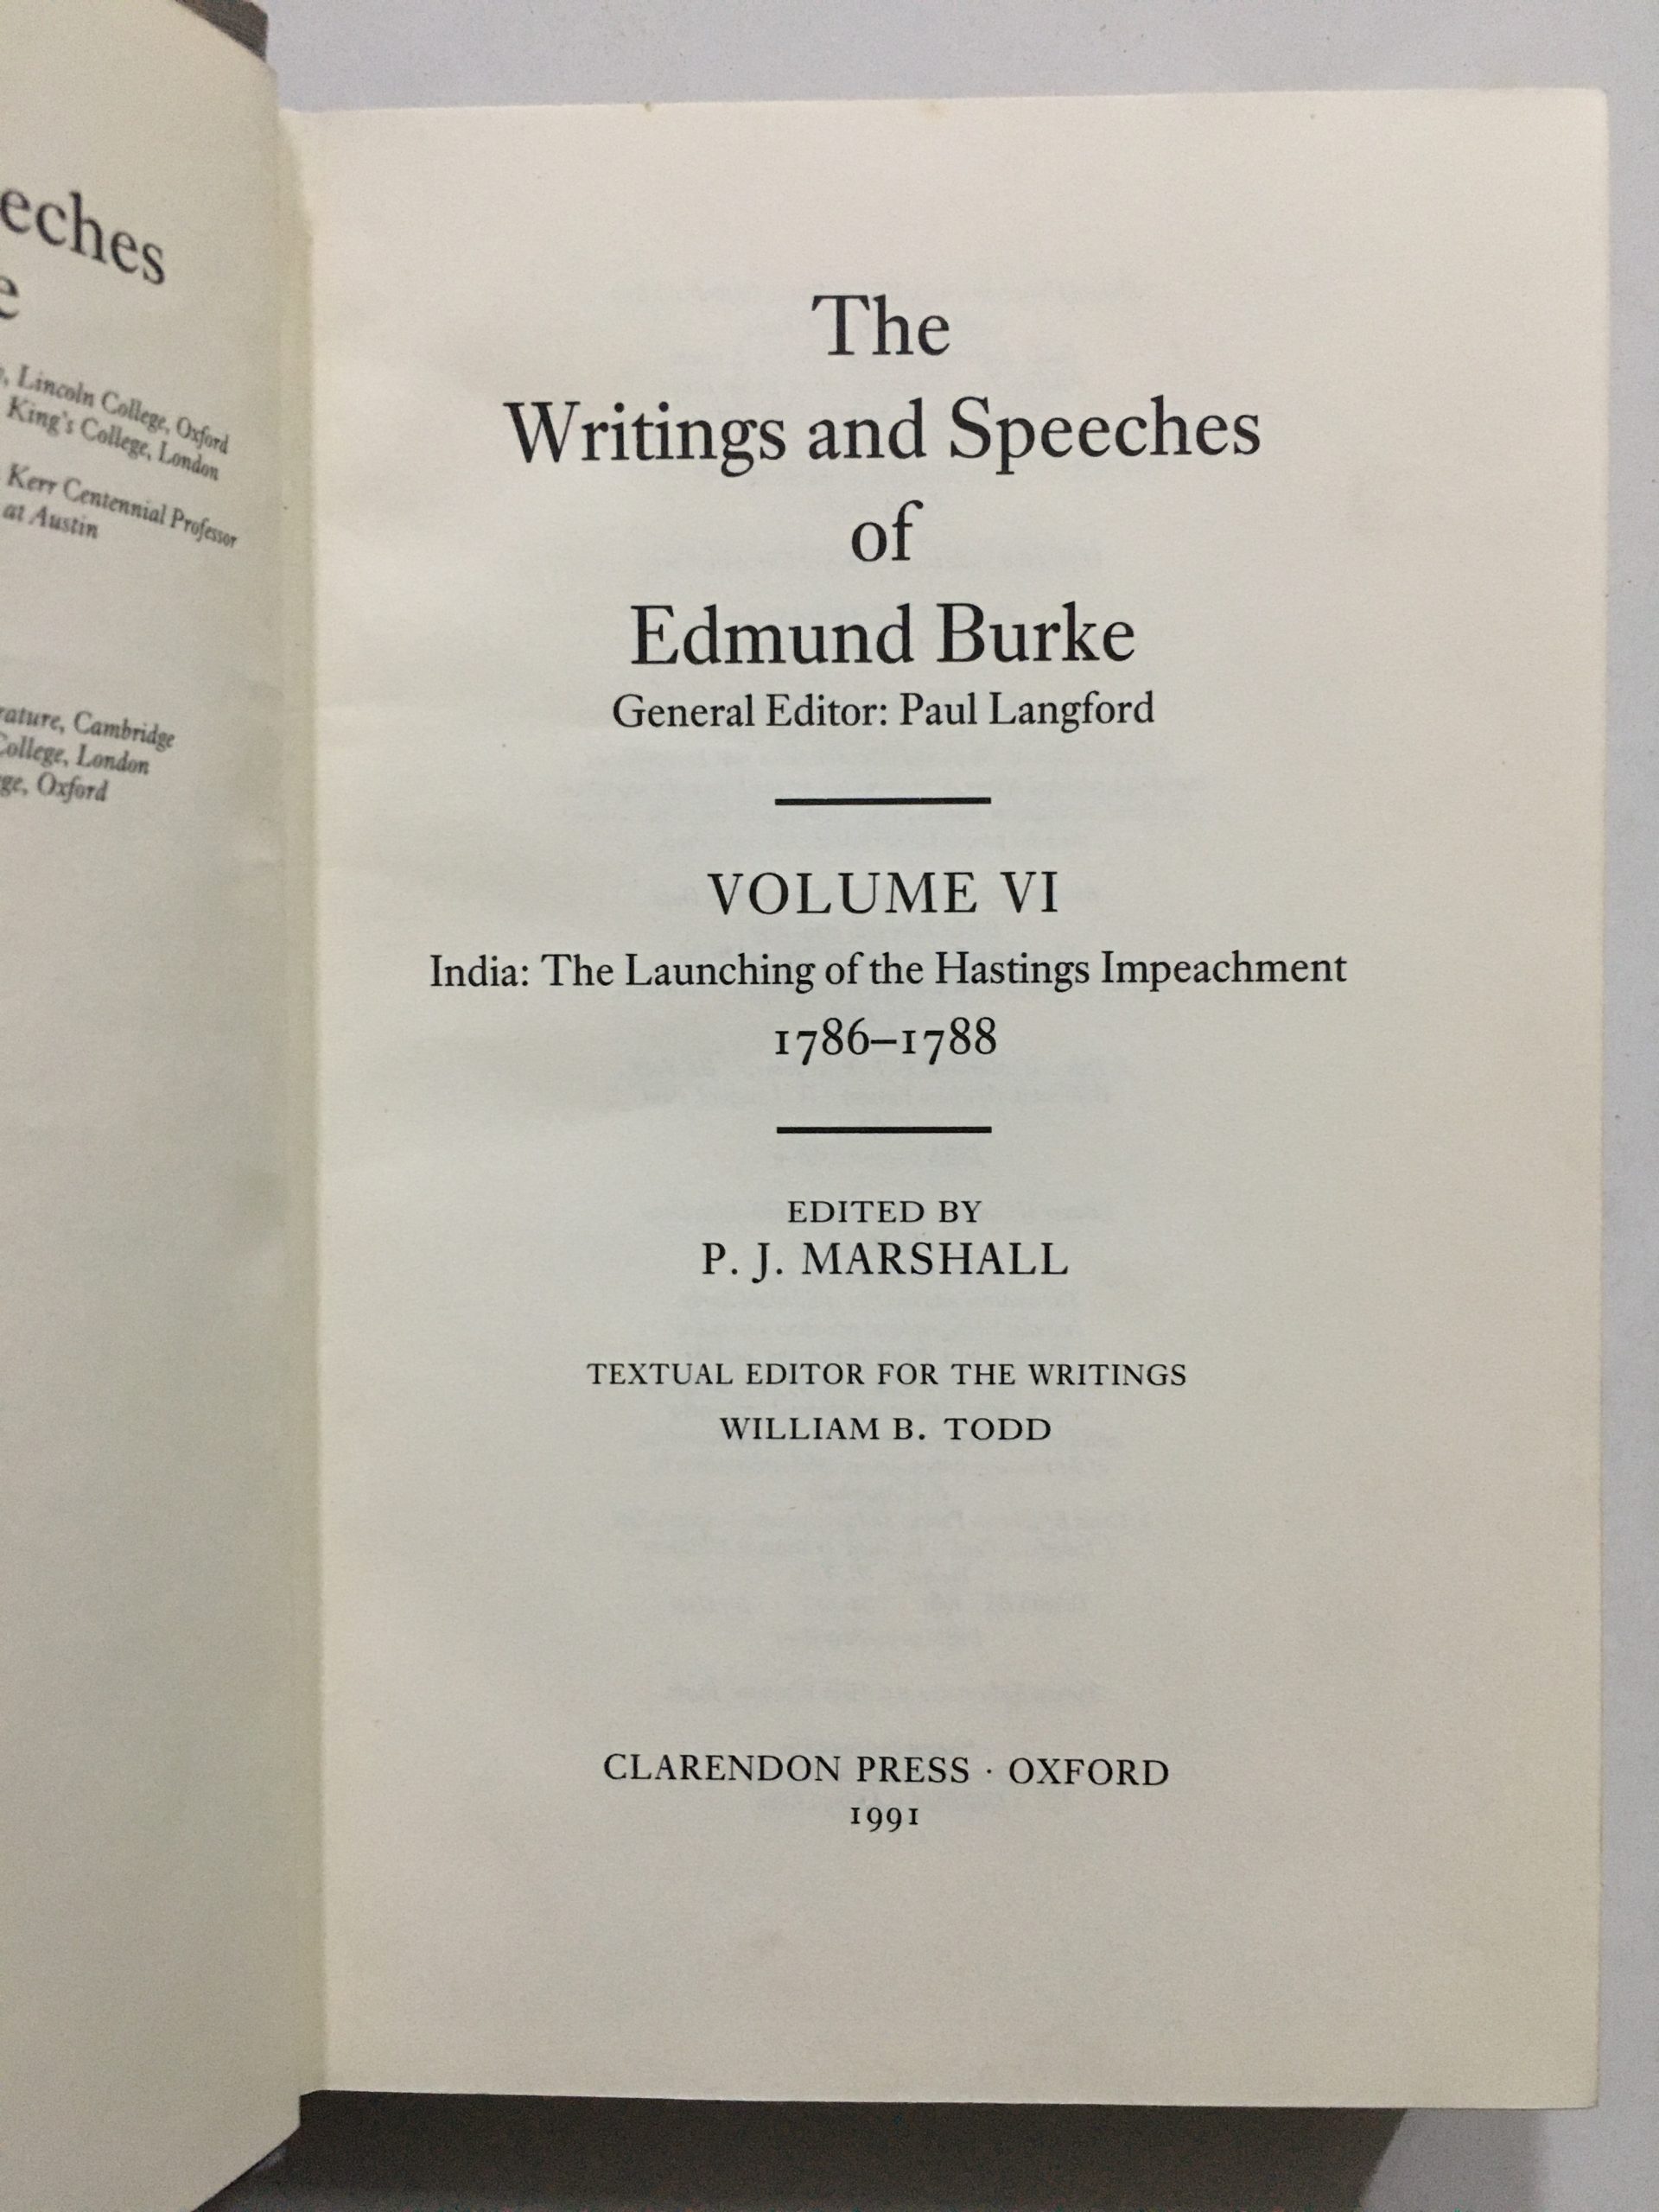 eches
e
, Lincoln College, Oxford
King's College, London
Kerr Centennial Professor
at Austin
rature, Cambridge
College, London
ge, Oxford
The
Writings and Speeches
of
Edmund Burke
General Editor: Paul Langford
VOLUME VI
India: The Launching of the Hastings Impeachment
1786–1788
EDITED BY
P. J. MARSHALL
TEXTUAL EDITOR FOR THE WRITINGS
WILLIAM B. TODD
CLARENDON PRESS · OXFORD
1991